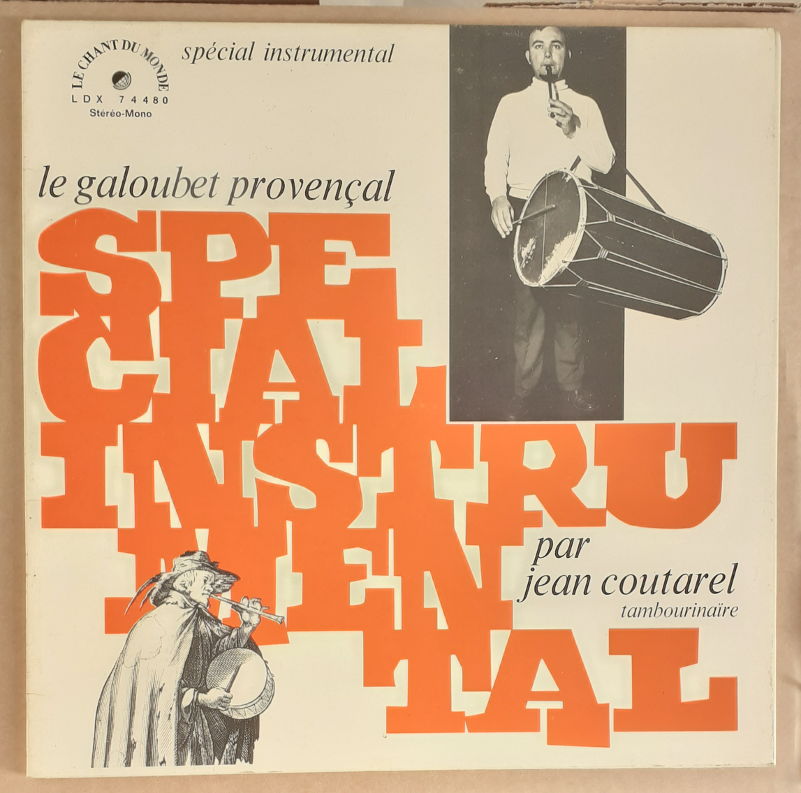 LE CHANT DU MONDE
LDX 74480
Stéréo-Mono
spécial instrumental
le galoubet provençal
SPE
CIAL
INSTRU
MEN
TAL
par
jean coutarel
tambourinaïre